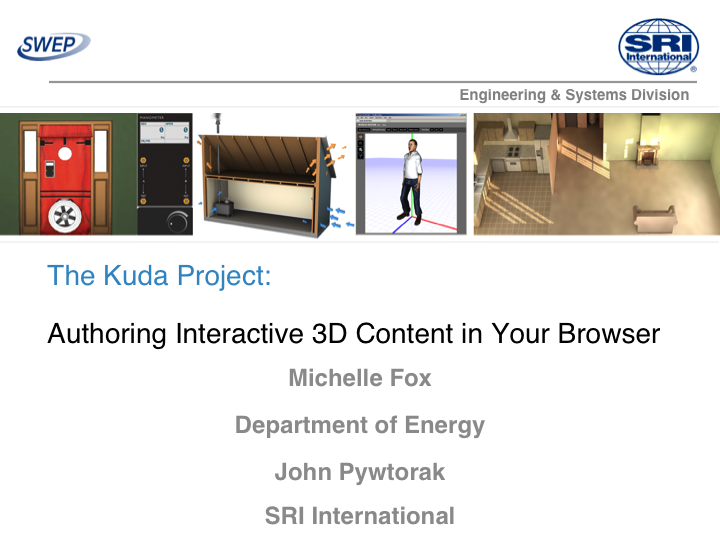 SWEP
SRI
International
®
Engineering & Systems Division
The Kuda Project:
Authoring Interactive 3D Content in Your Browser
Michelle Fox
Department of Energy
John Pywtorak
SRI International